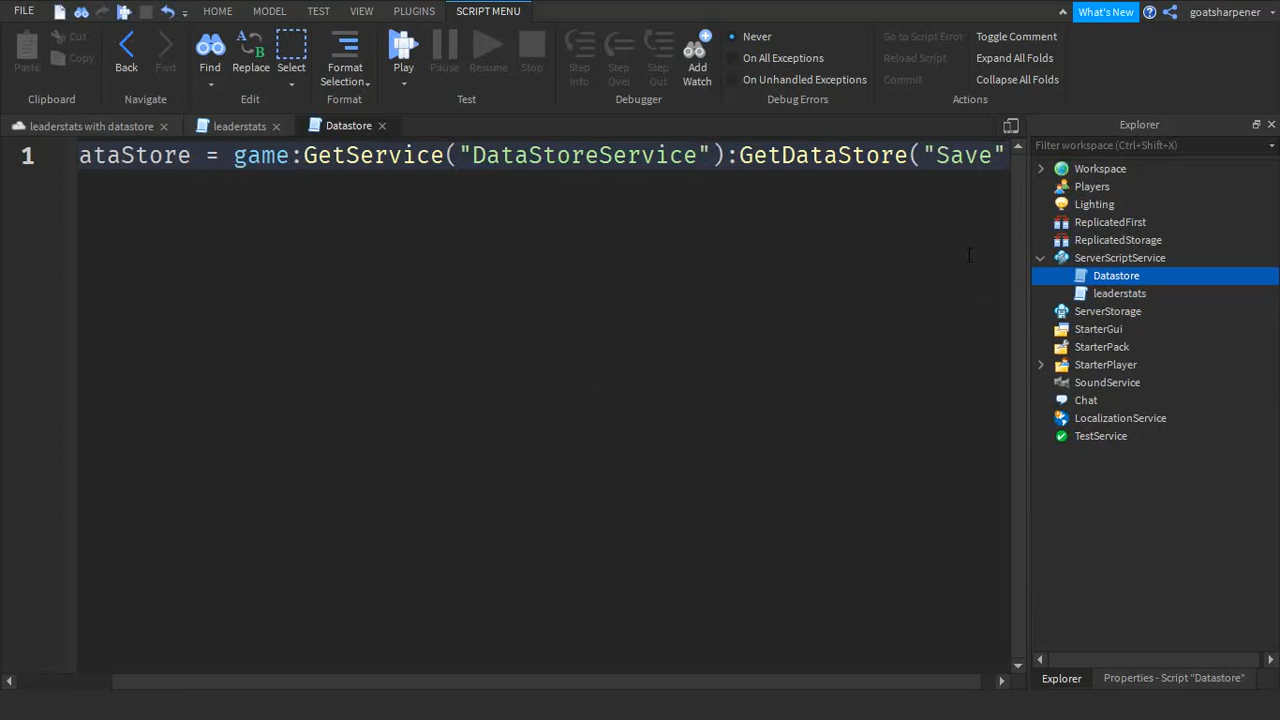 FILE HOME MODEL TEST VIEW PLUGINS SCRIPT MENU What's New goatsharpener
Paste Cut Copy Back Fwd Find Replace Select Format Selection Play Pause Resume Stop Step Into Step Over Step Out Add Watch Never On All Exceptions On Unhandled Exceptions Go to Script Error Reload Script Commit Toggle Comment Expand All Folds Collapse All Folds
Clipboard Navigate Edit Format Test Debugger Debug Errors Actions
leaderstats with datastore leaderstats Datastore Explorer
1 ataStore = game:GetService("DataStoreService"):GetDataStore("Save"
Filter workspace (Ctrl+Shift+X)
Workspace
Players
Lighting
ReplicatedFirst
ReplicatedStorage
ServerScriptService
Datastore
leaderstats
ServerStorage
StarterGui
StarterPack
StarterPlayer
SoundService
Chat
LocalizationService
TestService
Explorer Properties - Script "Datastore"